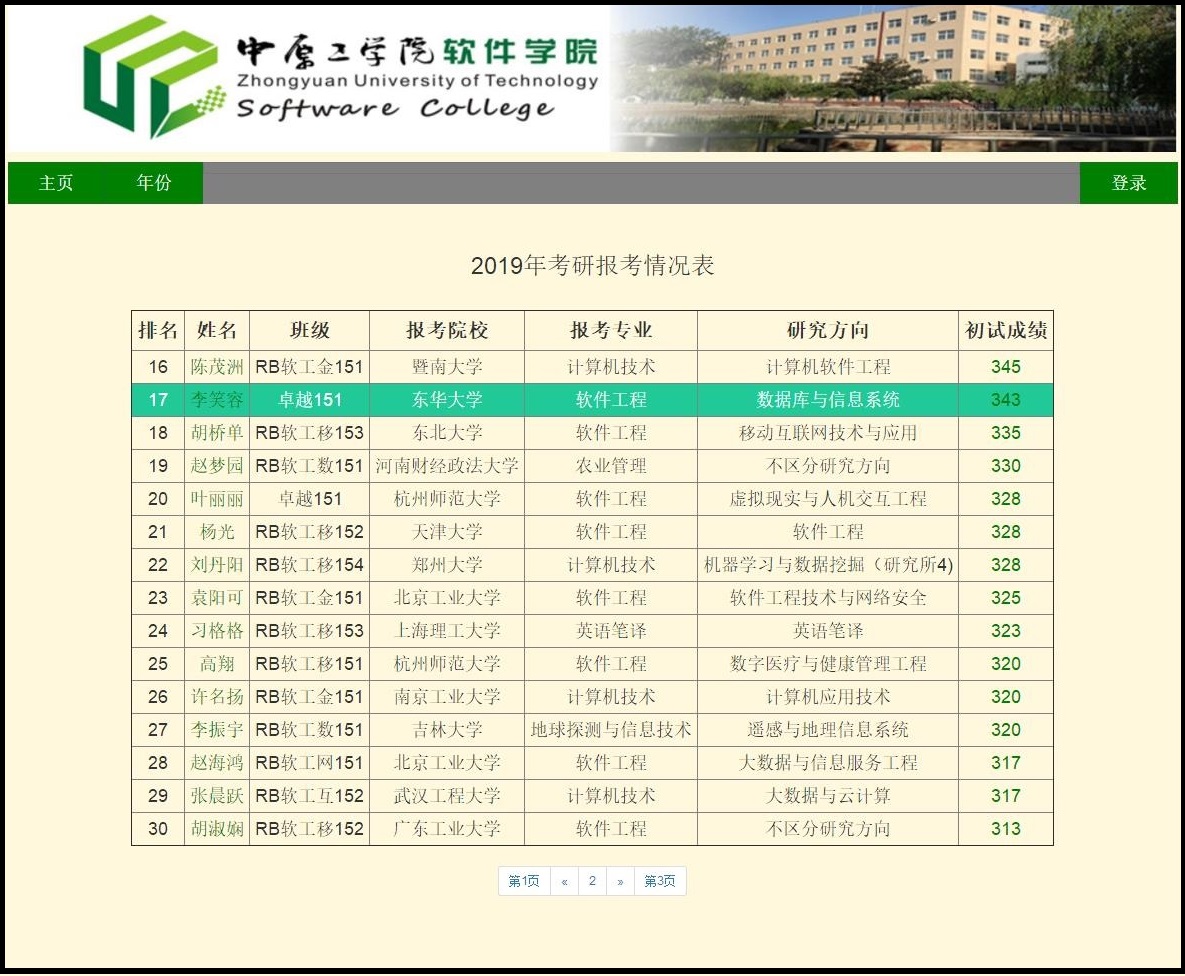 中原工学院软件学院
Zhongyuan University of Technology
Software College
主页 年份 登录
2019年考研报考情况表
排名 姓名 班级 报考院校 报考专业 研究方向 初试成绩
16 陈茂洲 RB软工金151 暨南大学 计算机技术 计算机软件工程 345
17 李笑容 卓越151 东华大学 软件工程 数据库与信息系统 343
18 胡桥单 RB软工移153 东北大学 软件工程 移动互联网技术与应用 335
19 赵梦园 RB软工数151 河南财经政法大学 农业管理 不区分研究方向 330
20 叶丽丽 卓越151 杭州师范大学 软件工程 虚拟现实与人机交互工程 328
21 杨光 RB软工移152 天津大学 软件工程 软件工程 328
22 刘丹阳 RB软工移154 郑州大学 计算机技术 机器学习与数据挖掘（研究所4) 328
23 袁阳可 RB软工金151 北京工业大学 软件工程 软件工程技术与网络安全 325
24 习格格 RB软工移153 上海理工大学 英语笔译 英语笔译 323
25 高翔 RB软工移151 杭州师范大学 软件工程 数字医疗与健康管理工程 320
26 许名扬 RB软工金151 南京工业大学 计算机技术 计算机应用技术 320
27 李振宇 RB软工数151 吉林大学 地球探测与信息技术 遥感与地理信息系统 320
28 赵海鸿 RB软工网151 北京工业大学 软件工程 大数据与信息服务工程 317
29 张晨跃 RB软工互152 武汉工程大学 计算机技术 大数据与云计算 317
30 胡淑娴 RB软工移152 广东工业大学 软件工程 不区分研究方向 313
第1页 « 2 » 第3页